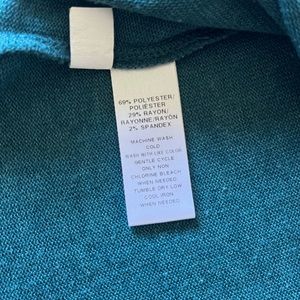 69% POLYESTER/
POLIÉSTER
29% RAYON/
RAYONNE/RAYÓN
2% SPANDEX
MACHINE WASH
COLD
WASH WITH LIKE COLOR
GENTLE CYCLE
ONLY NON
CHLORINE BLEACH
WHEN NEEDED
TUMBLE DRY LOW
COOL IRON
WHEN NEEDED